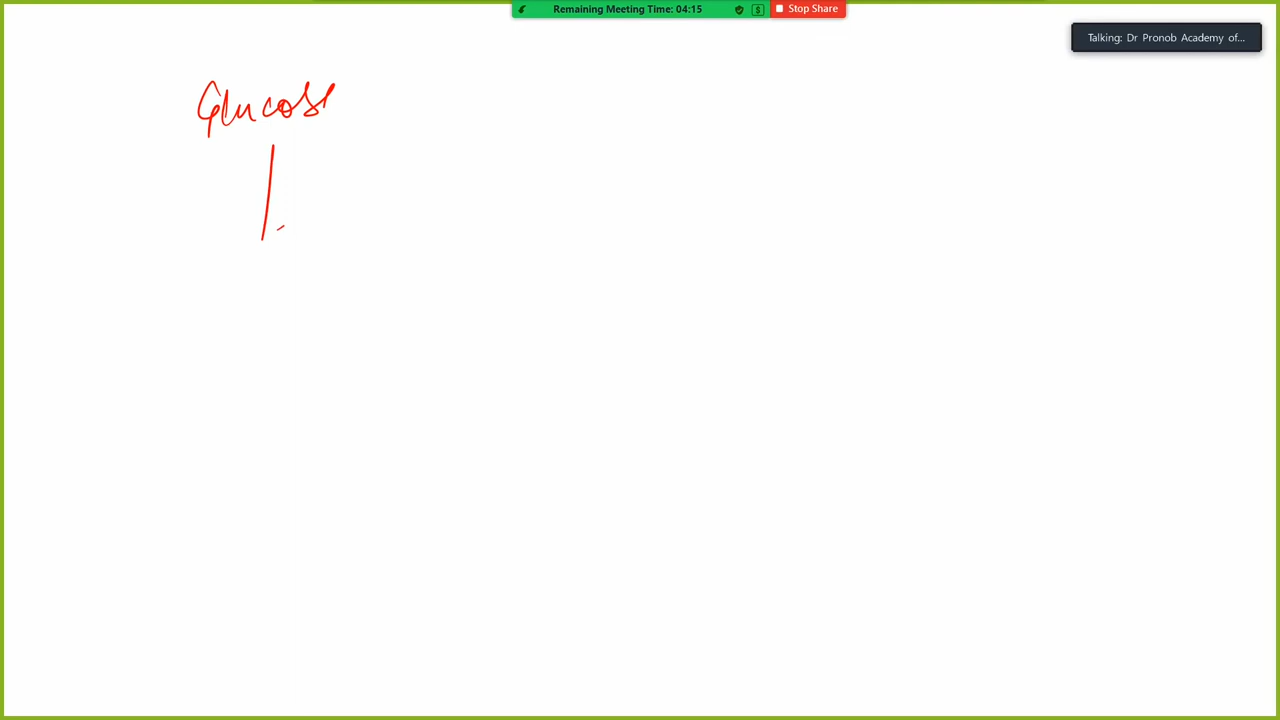 Remaining Meeting Time: 04:15
Stop Share
Talking: Dr Pronob Academy of...
Glucose